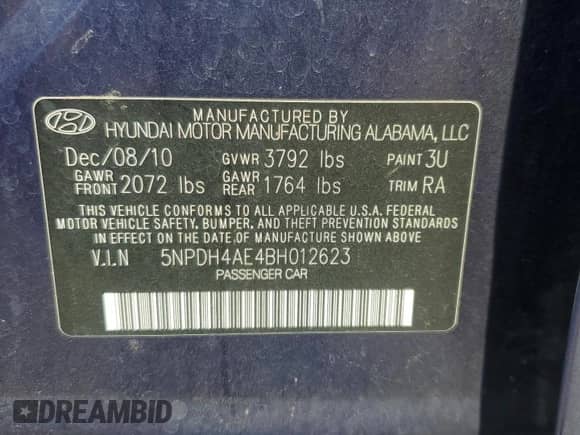 MANUFACTURED BY
HYUNDAI MOTOR MANUFACTURING ALABAMA, LLC
Dec/08/10 GVWR 3792 lbs PAINT 3U
GAWR FRONT 2072 lbs GAWR REAR 1764 lbs TRIM RA
THIS VEHICLE CONFORMS TO ALL APPLICABLE U.S.A. FEDERAL
MOTOR VEHICLE SAFETY, BUMPER, AND THEFT PREVENTION STANDARDS
IN EFFECT ON THE DATE OF MANUFACTURE SHOWN ABOVE
V.I.N 5NPDH4AE4BH012623
PASSENGER CAR
DREAMBID